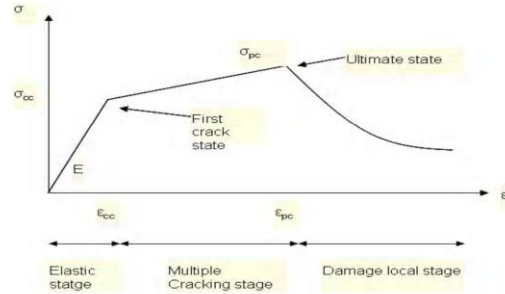 σ
σpc
Ultimate state
σcc
First
crack
state
E
εcc
εpc
ε
Elastic
statge
Multiple
Cracking stage
Damage local stage